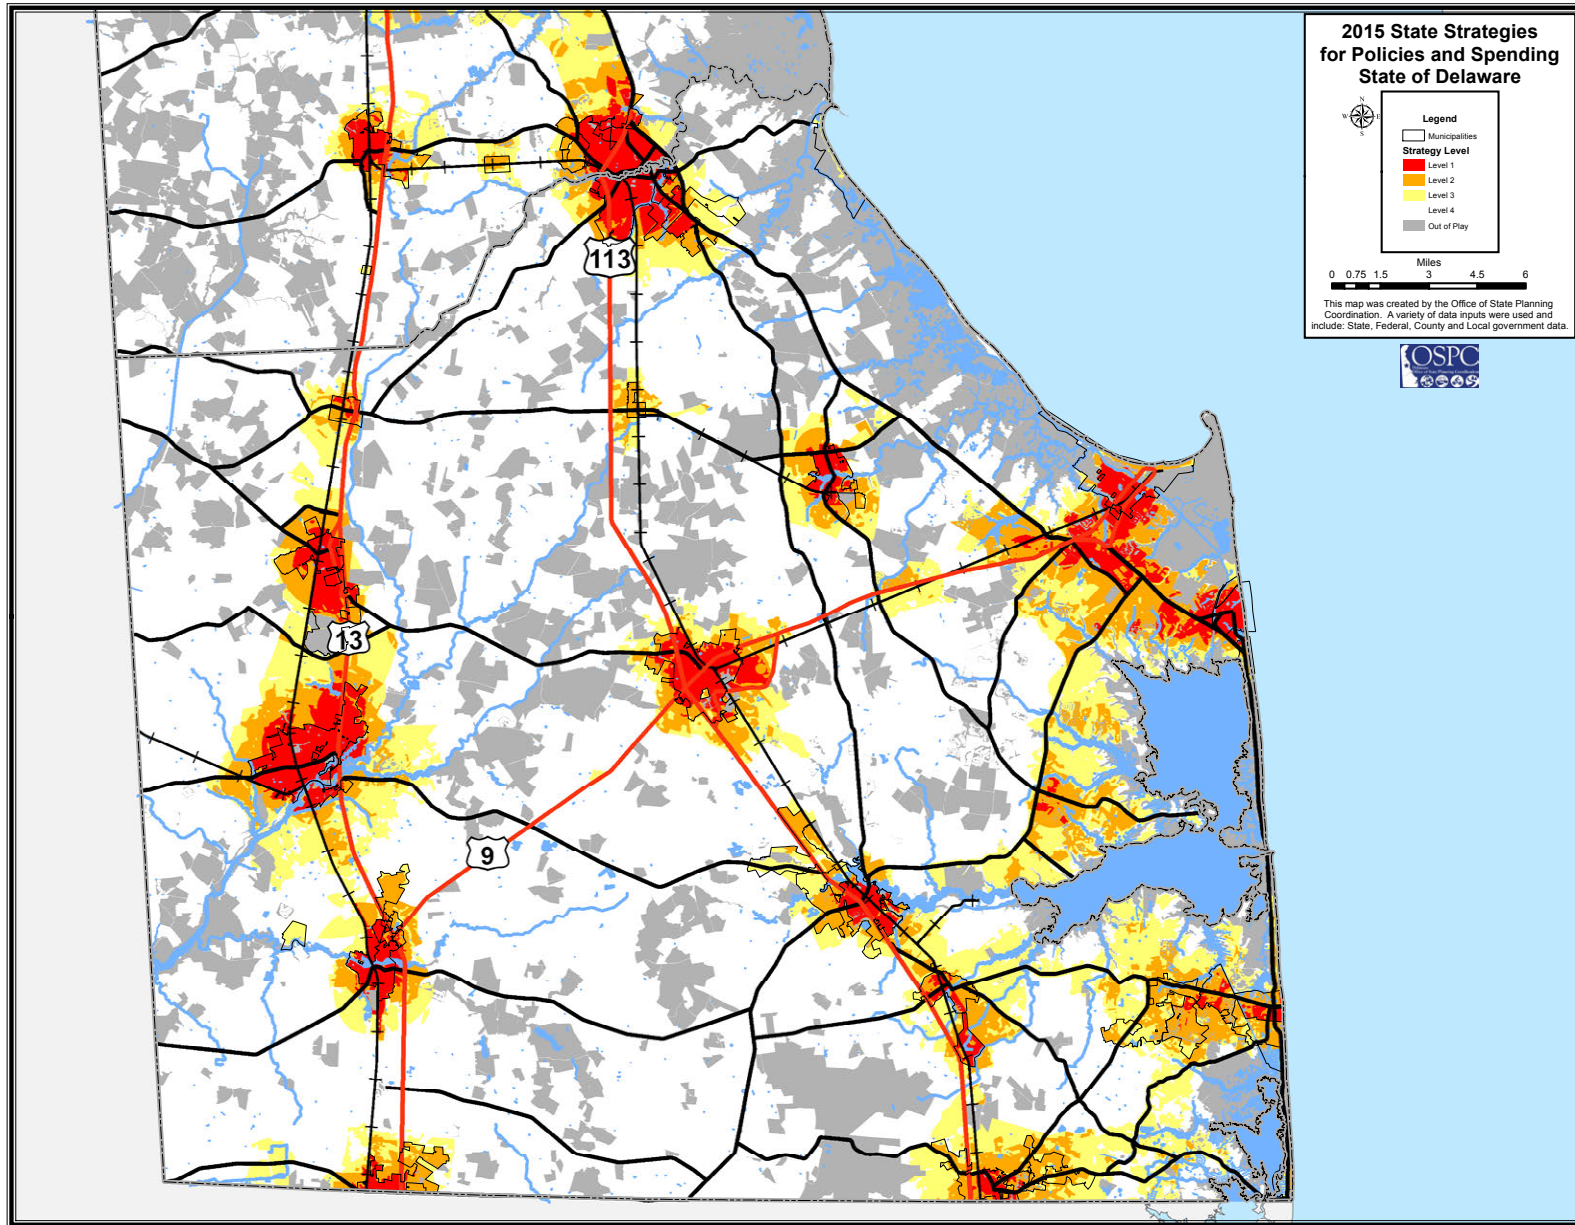 2015 State Strategies
for Policies and Spending
State of Delaware
N
W
E
S
Legend
Municipalities
Strategy Level
Level 1
Level 2
Level 3
Level 4
Out of Play
Miles
0 0.75 1.5 3 4.5 6
This map was created by the Office of State Planning
Coordination. A variety of data inputs were used and
include: State, Federal, County and Local government data.
OSPC
113
13
9